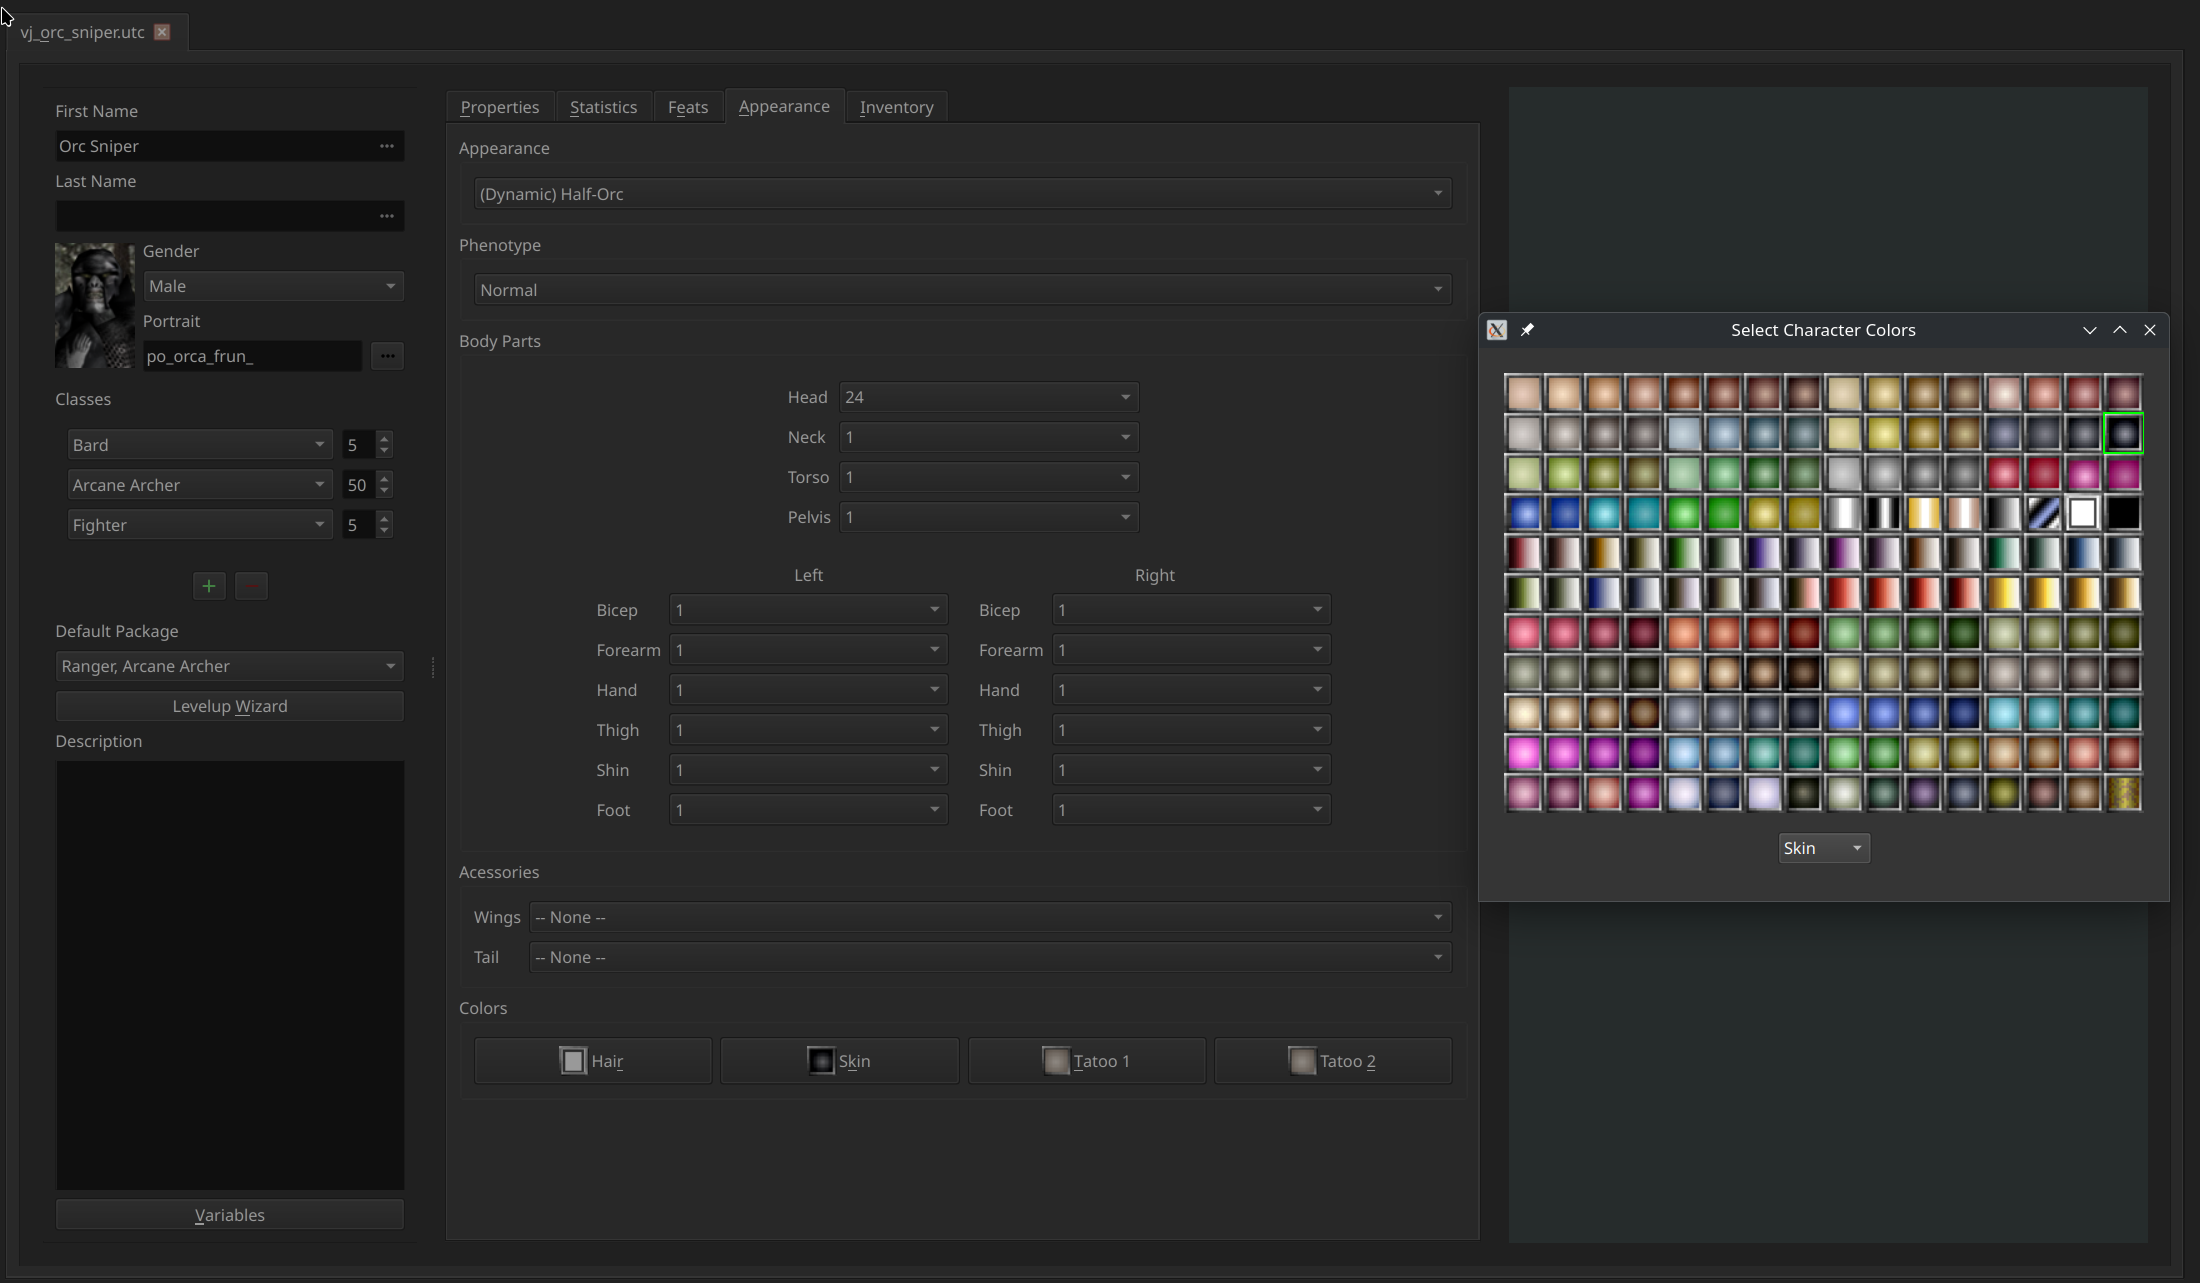 vj_orc_sniper.utc
First Name
Orc Sniper
Last Name
Gender
Male
Portrait
po_orca_frun_
Classes
Bard 5
Arcane Archer 50
Fighter 5
Default Package
Ranger, Arcane Archer
Levelup Wizard
Description
Variables
Properties Statistics Feats Appearance Inventory
Appearance
(Dynamic) Half-Orc
Phenotype
Normal
Body Parts
Head 24
Neck 1
Torso 1
Pelvis 1
Left Right
Bicep 1 Bicep 1
Forearm 1 Forearm 1
Hand 1 Hand 1
Thigh 1 Thigh 1
Shin 1 Shin 1
Foot 1 Foot 1
Acessories
Wings -- None --
Tail -- None --
Colors
Hair Skin Tatoo 1 Tatoo 2
Select Character Colors
Skin